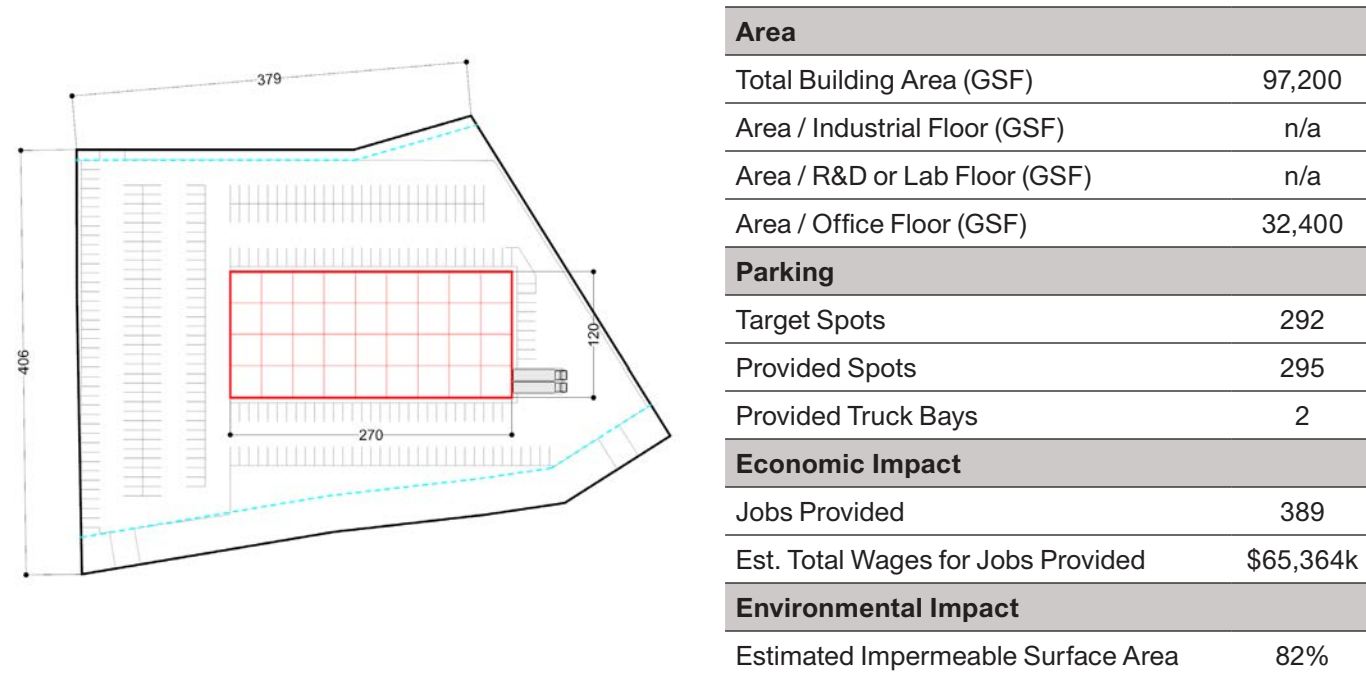 379
406
120
270
Area
Total Building Area (GSF) 97,200
Area / Industrial Floor (GSF) n/a
Area / R&D or Lab Floor (GSF) n/a
Area / Office Floor (GSF) 32,400
Parking
Target Spots 292
Provided Spots 295
Provided Truck Bays 2
Economic Impact
Jobs Provided 389
Est. Total Wages for Jobs Provided $65,364k
Environmental Impact
Estimated Impermeable Surface Area 82%